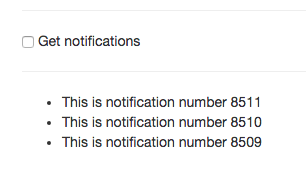 Get notifications
This is notification number 8511
This is notification number 8510
This is notification number 8509